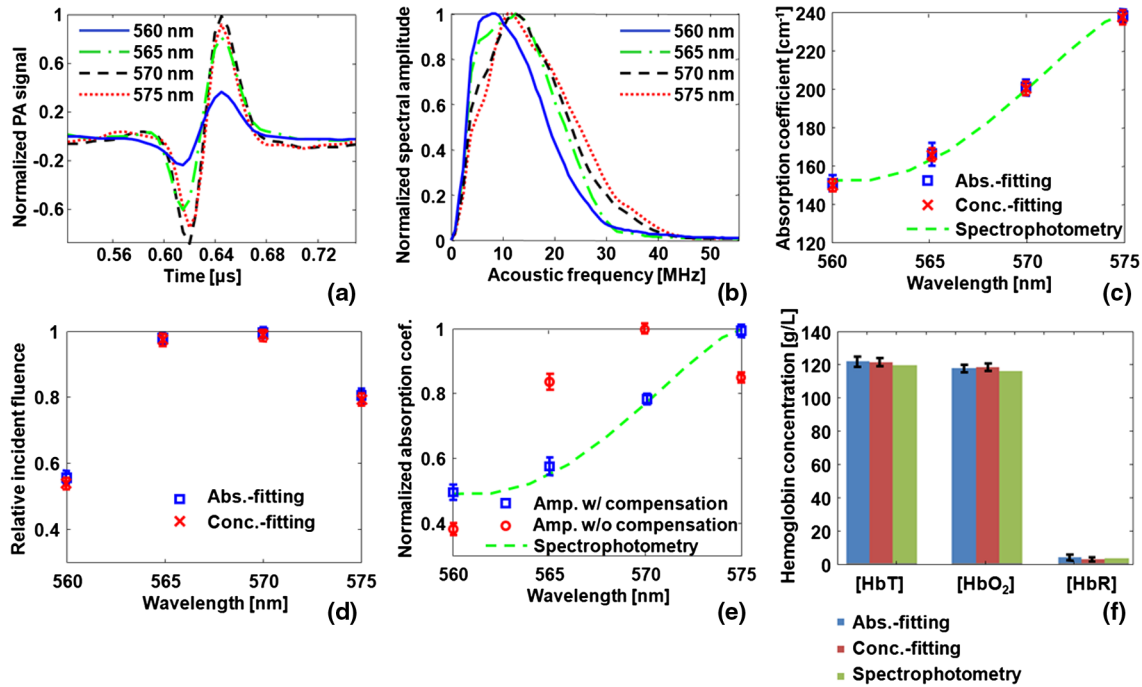 1
0.6
0.2
-0.2
-0.6
Normalized PA signal
560 nm
565 nm
570 nm
575 nm
0.56
0.60
0.64
0.68
0.72
Time [µs]
(a)
1
0.8
0.6
0.4
0.2
0
Normalized spectral amplitude
560 nm
565 nm
570 nm
575 nm
0
10
20
30
40
50
Acoustic frequency [MHz]
(b)
240
220
200
180
160
140
120
Absorption coefficient [cm⁻¹]
Abs.-fitting
Conc.-fitting
Spectrophotometry
560
565
570
575
Wavelength [nm]
(c)
1
0.8
0.6
0.4
Relative incident fluence
Abs.-fitting
Conc.-fitting
560
565
570
575
Wavelength [nm]
(d)
1
0.8
0.6
0.4
Normalized absorption coef.
Amp. w/ compensation
Amp. w/o compensation
Spectrophotometry
560
565
570
575
Wavelength [nm]
(e)
140
120
100
80
60
40
20
0
Hemoglobin concentration [g/L]
[HbT]
[HbO₂]
[HbR]
(f)
Abs.-fitting
Conc.-fitting
Spectrophotometry